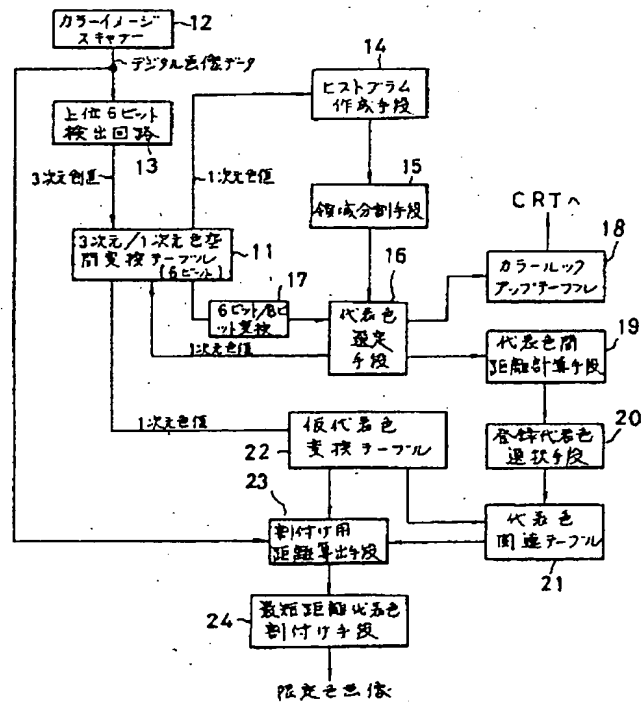 カラーイメージ
スキャナー
12
デジタル画像データ
上位6ビット
検出回路
13
3次元色値
1次元色値
14
ヒストグラム
作成手段
15
領域分割手段
3次元/1次元色空
間変換テーブル
(6ビット)
11
17
6ビット/8ビ
ット変換
1次元色値
16
代表色
選定
手段
CRTへ
18
カラールック
アップテーブル
19
代表色間
距離計算手段
20
登録代表色
選択手段
1次元色値
仮代表色
変換テーブル
22
23
割付け用
距離算出手段
代表色
関連テーブル
21
24
最短距離代表色
割付け手段
限定色画像